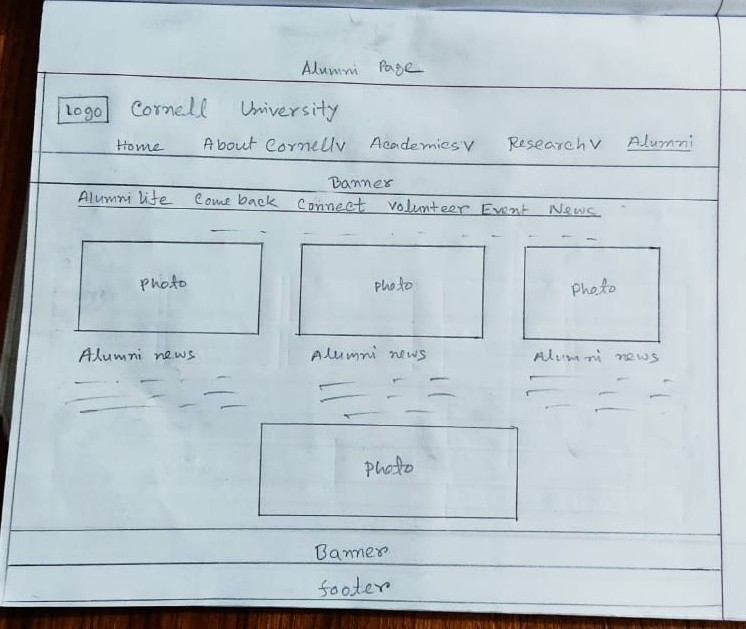 Alumni Page
Logo Cornell University
Home About Cornell v Academics v Research v Alumni
Banner
Alumni life Come back Connect volunteer Event News
photo photo photo
Alumni news Alumni news Alumni news
photo
Banner
footer